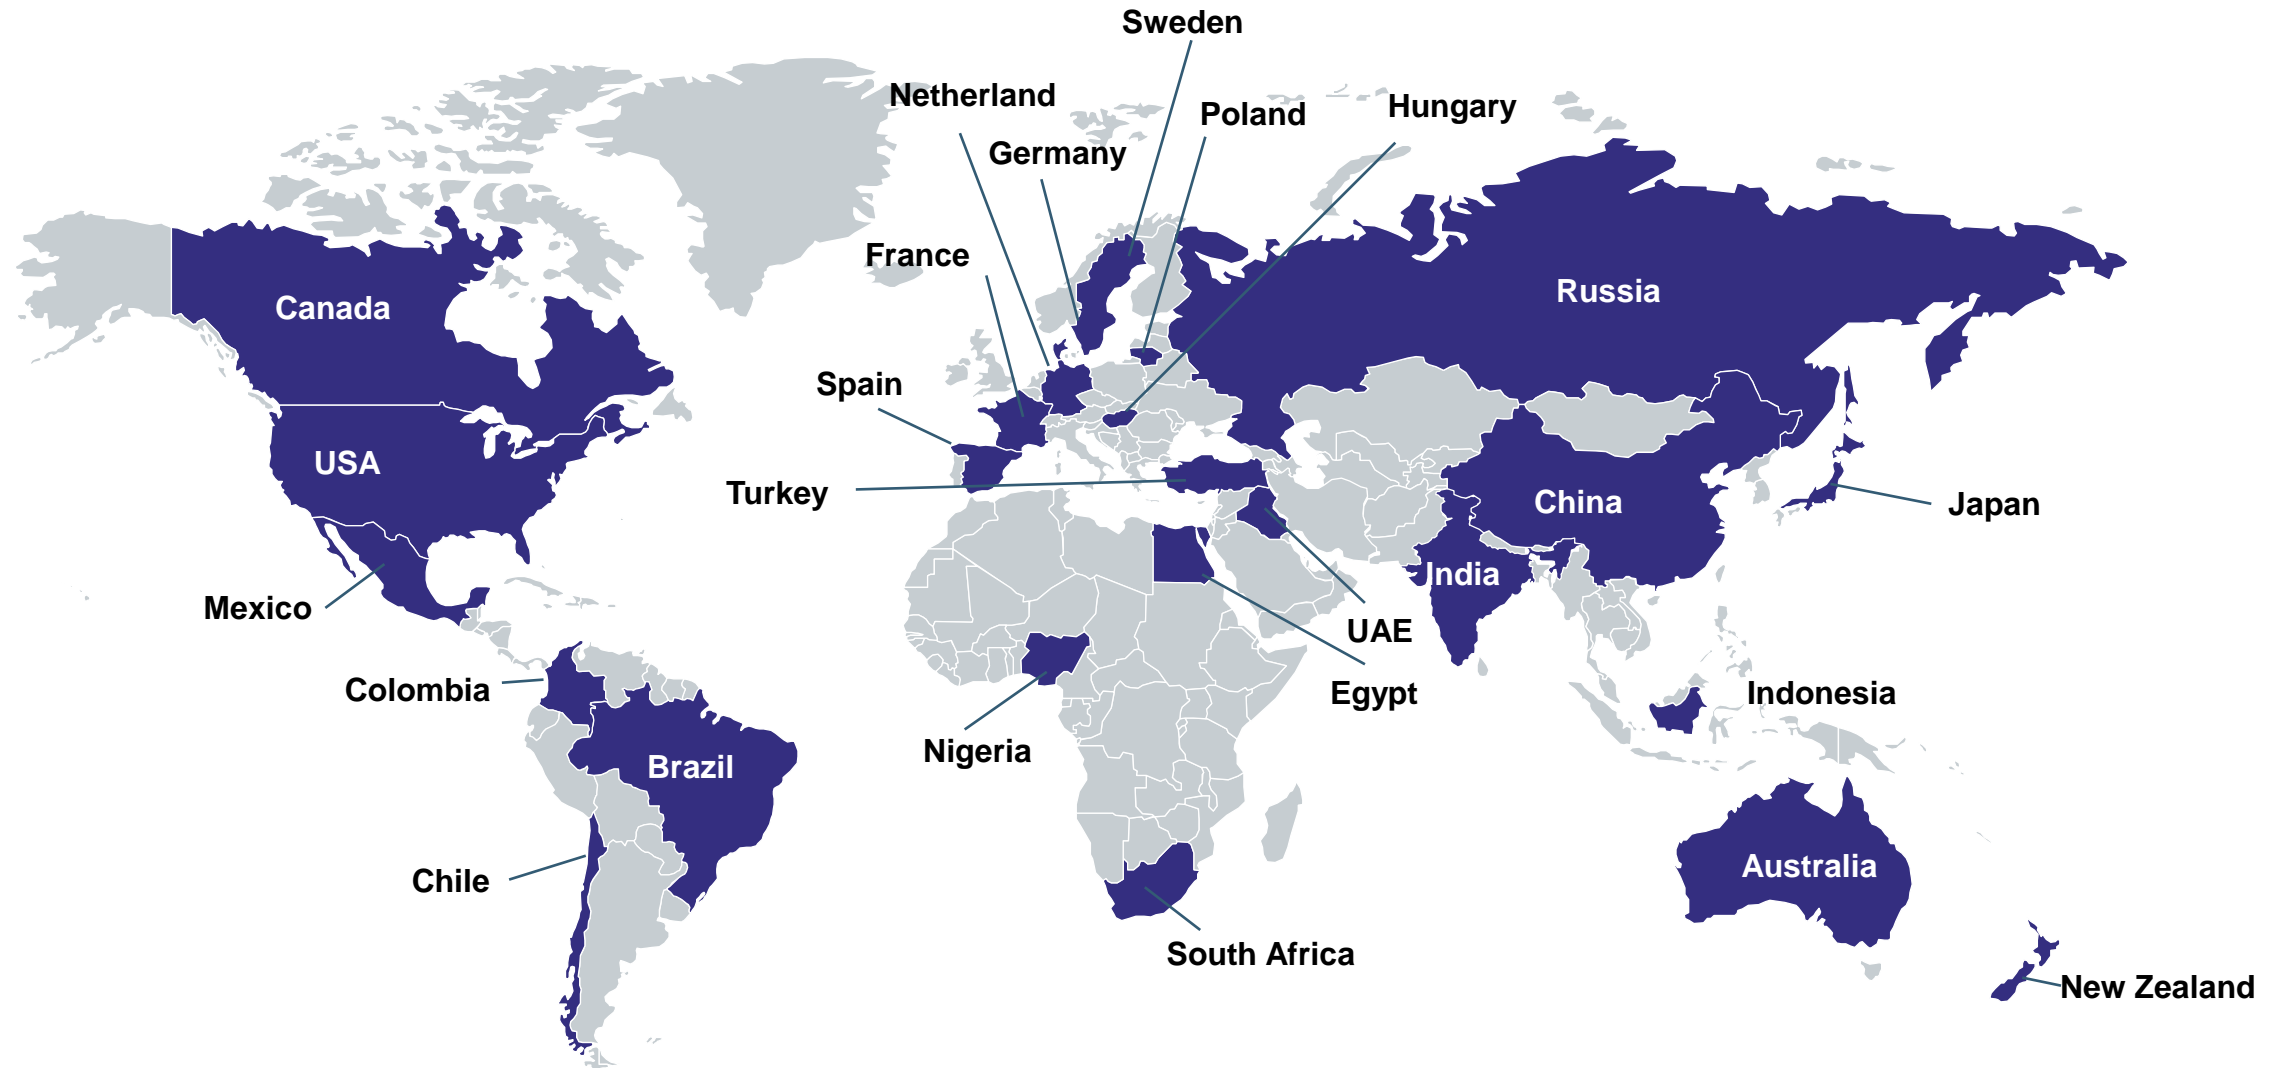 Sweden
Netherland
Hungary
Poland
Germany
France
Russia
Canada
Spain
USA
Turkey
China
Japan
India
Mexico
UAE
Colombia
Egypt
Indonesia
Nigeria
Brazil
Australia
Chile
South Africa
New Zealand